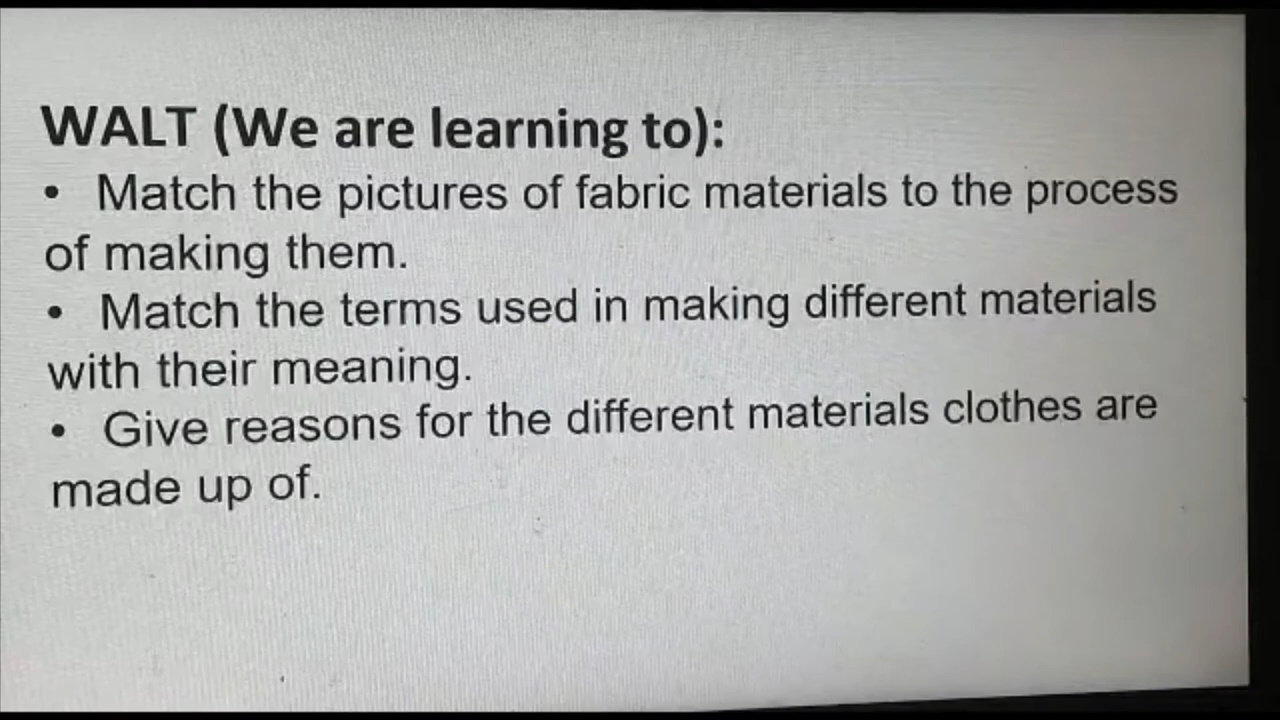 WALT (We are learning to):
• Match the pictures of fabric materials to the process
of making them.
• Match the terms used in making different materials
with their meaning.
• Give reasons for the different materials clothes are
made up of.